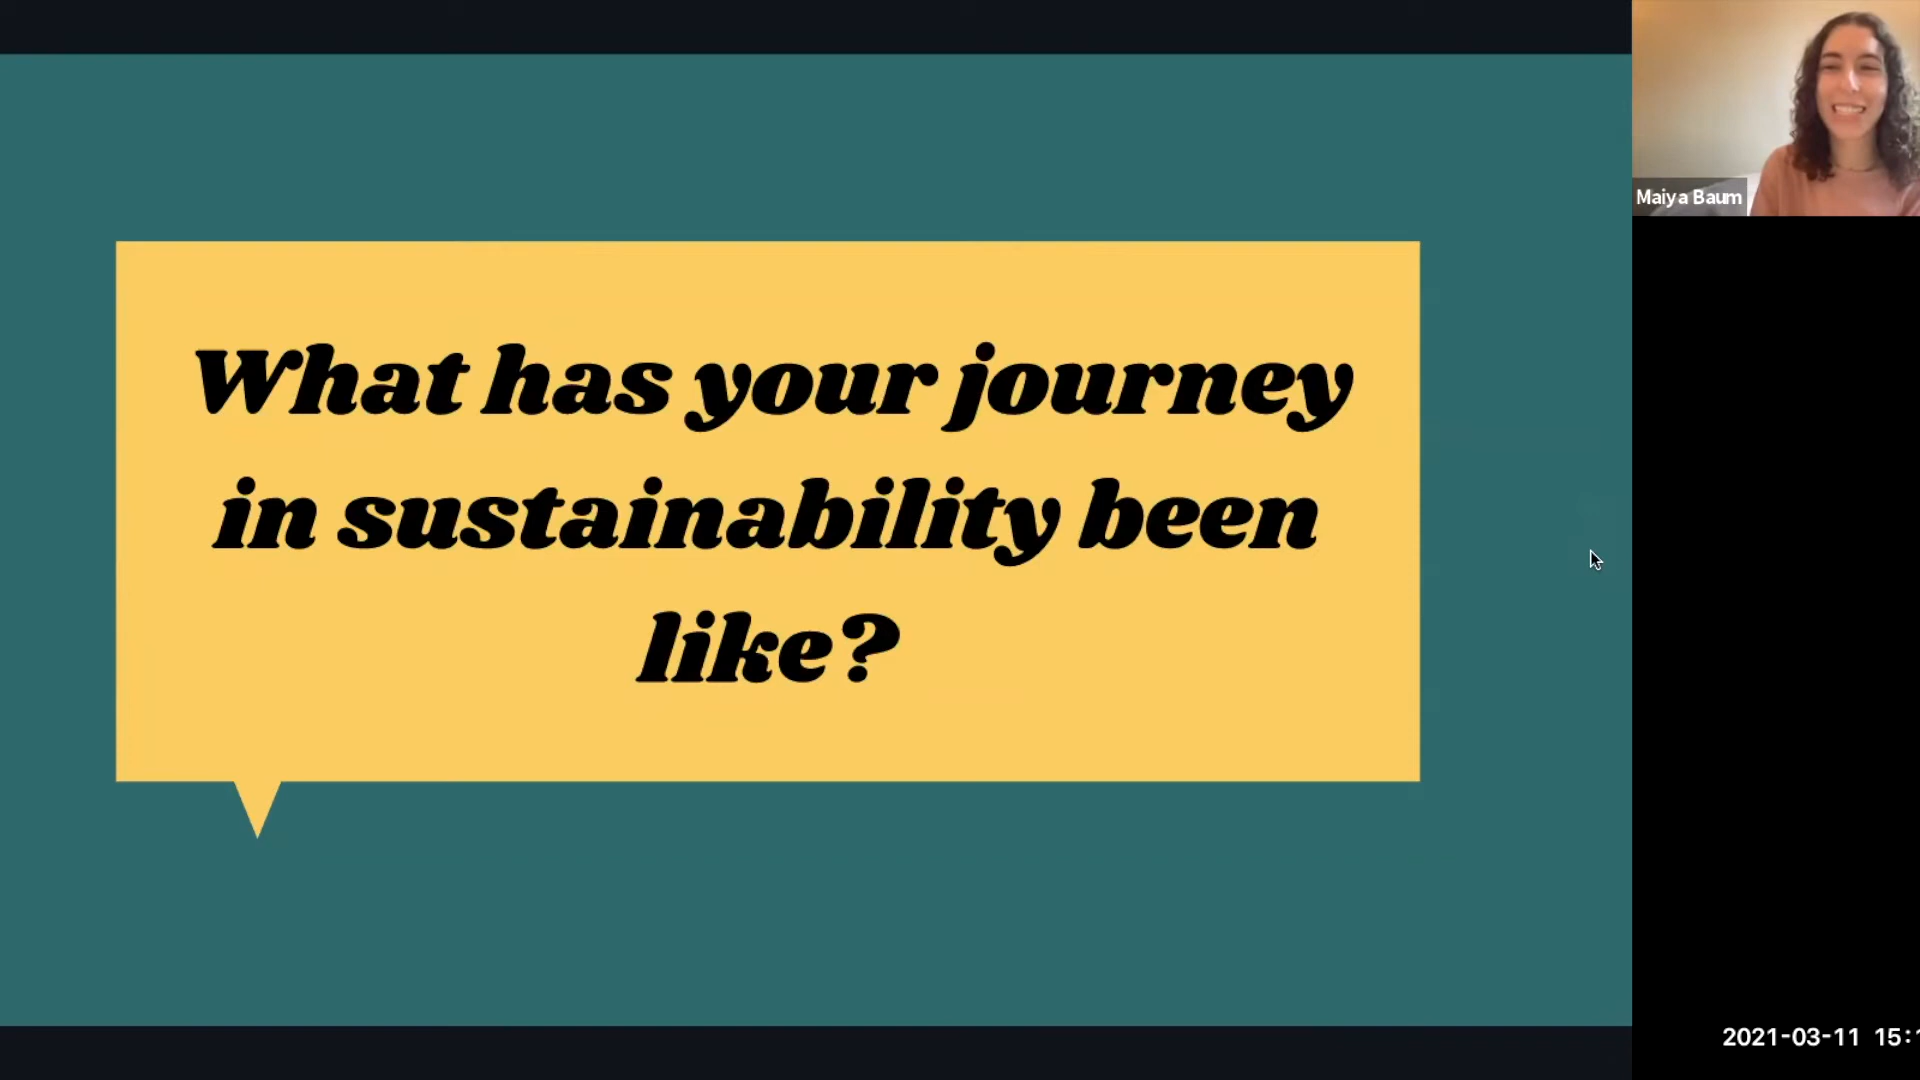 What has your journey
in sustainability been
like?
Maiya Baum
2021-03-11 15: